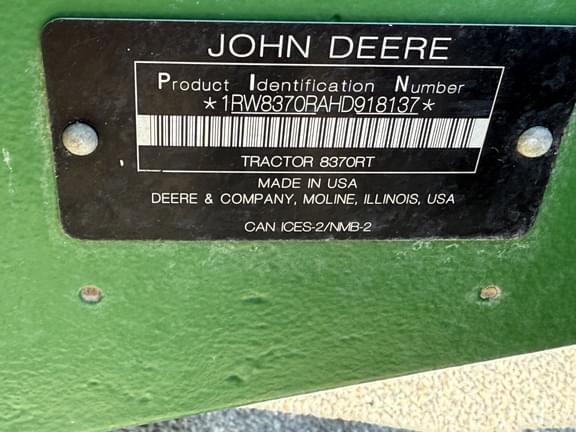 JOHN DEERE
Product Identification Number
*1RW8370RAHD918137*
TRACTOR 8370RT
MADE IN USA
DEERE & COMPANY, MOLINE, ILLINOIS, USA
CAN ICES-2/NMB-2